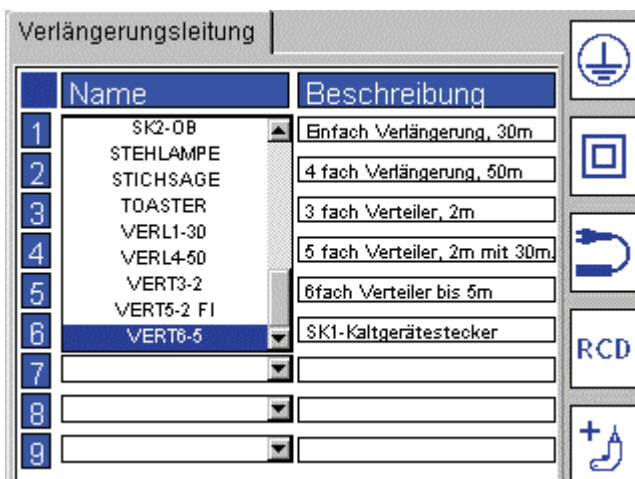 Verlängerungsleitung
Name Beschreibung
1 SK2-OB Einfach Verlängerung, 30m
STEHLAMPE
2 STICHSAGE 4 fach Verlängerung, 50m
3 TOASTER 3 fach Verteiler, 2m
VERL1-30
4 VERL4-50 5 fach Verteiler, 2m mit 30m,
5 VERT3-2 6fach Verteiler bis 5m
VERT5-2 FI
6 VERT6-5 SK1-Kaltgerätestecker
RCD
7
8
9